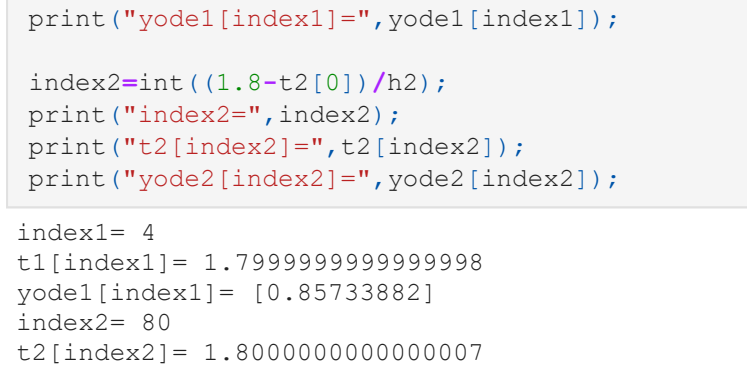 print("yode1[index1]=",yode1[index1]);
index2=int((1.8-t2[0])/h2);
print("index2=",index2);
print("t2[index2]=",t2[index2]);
print("yode2[index2]=",yode2[index2]);
index1= 4
t1[index1]= 1.7999999999999998
yode1[index1]= [0.85733882]
index2= 80
t2[index2]= 1.8000000000000007